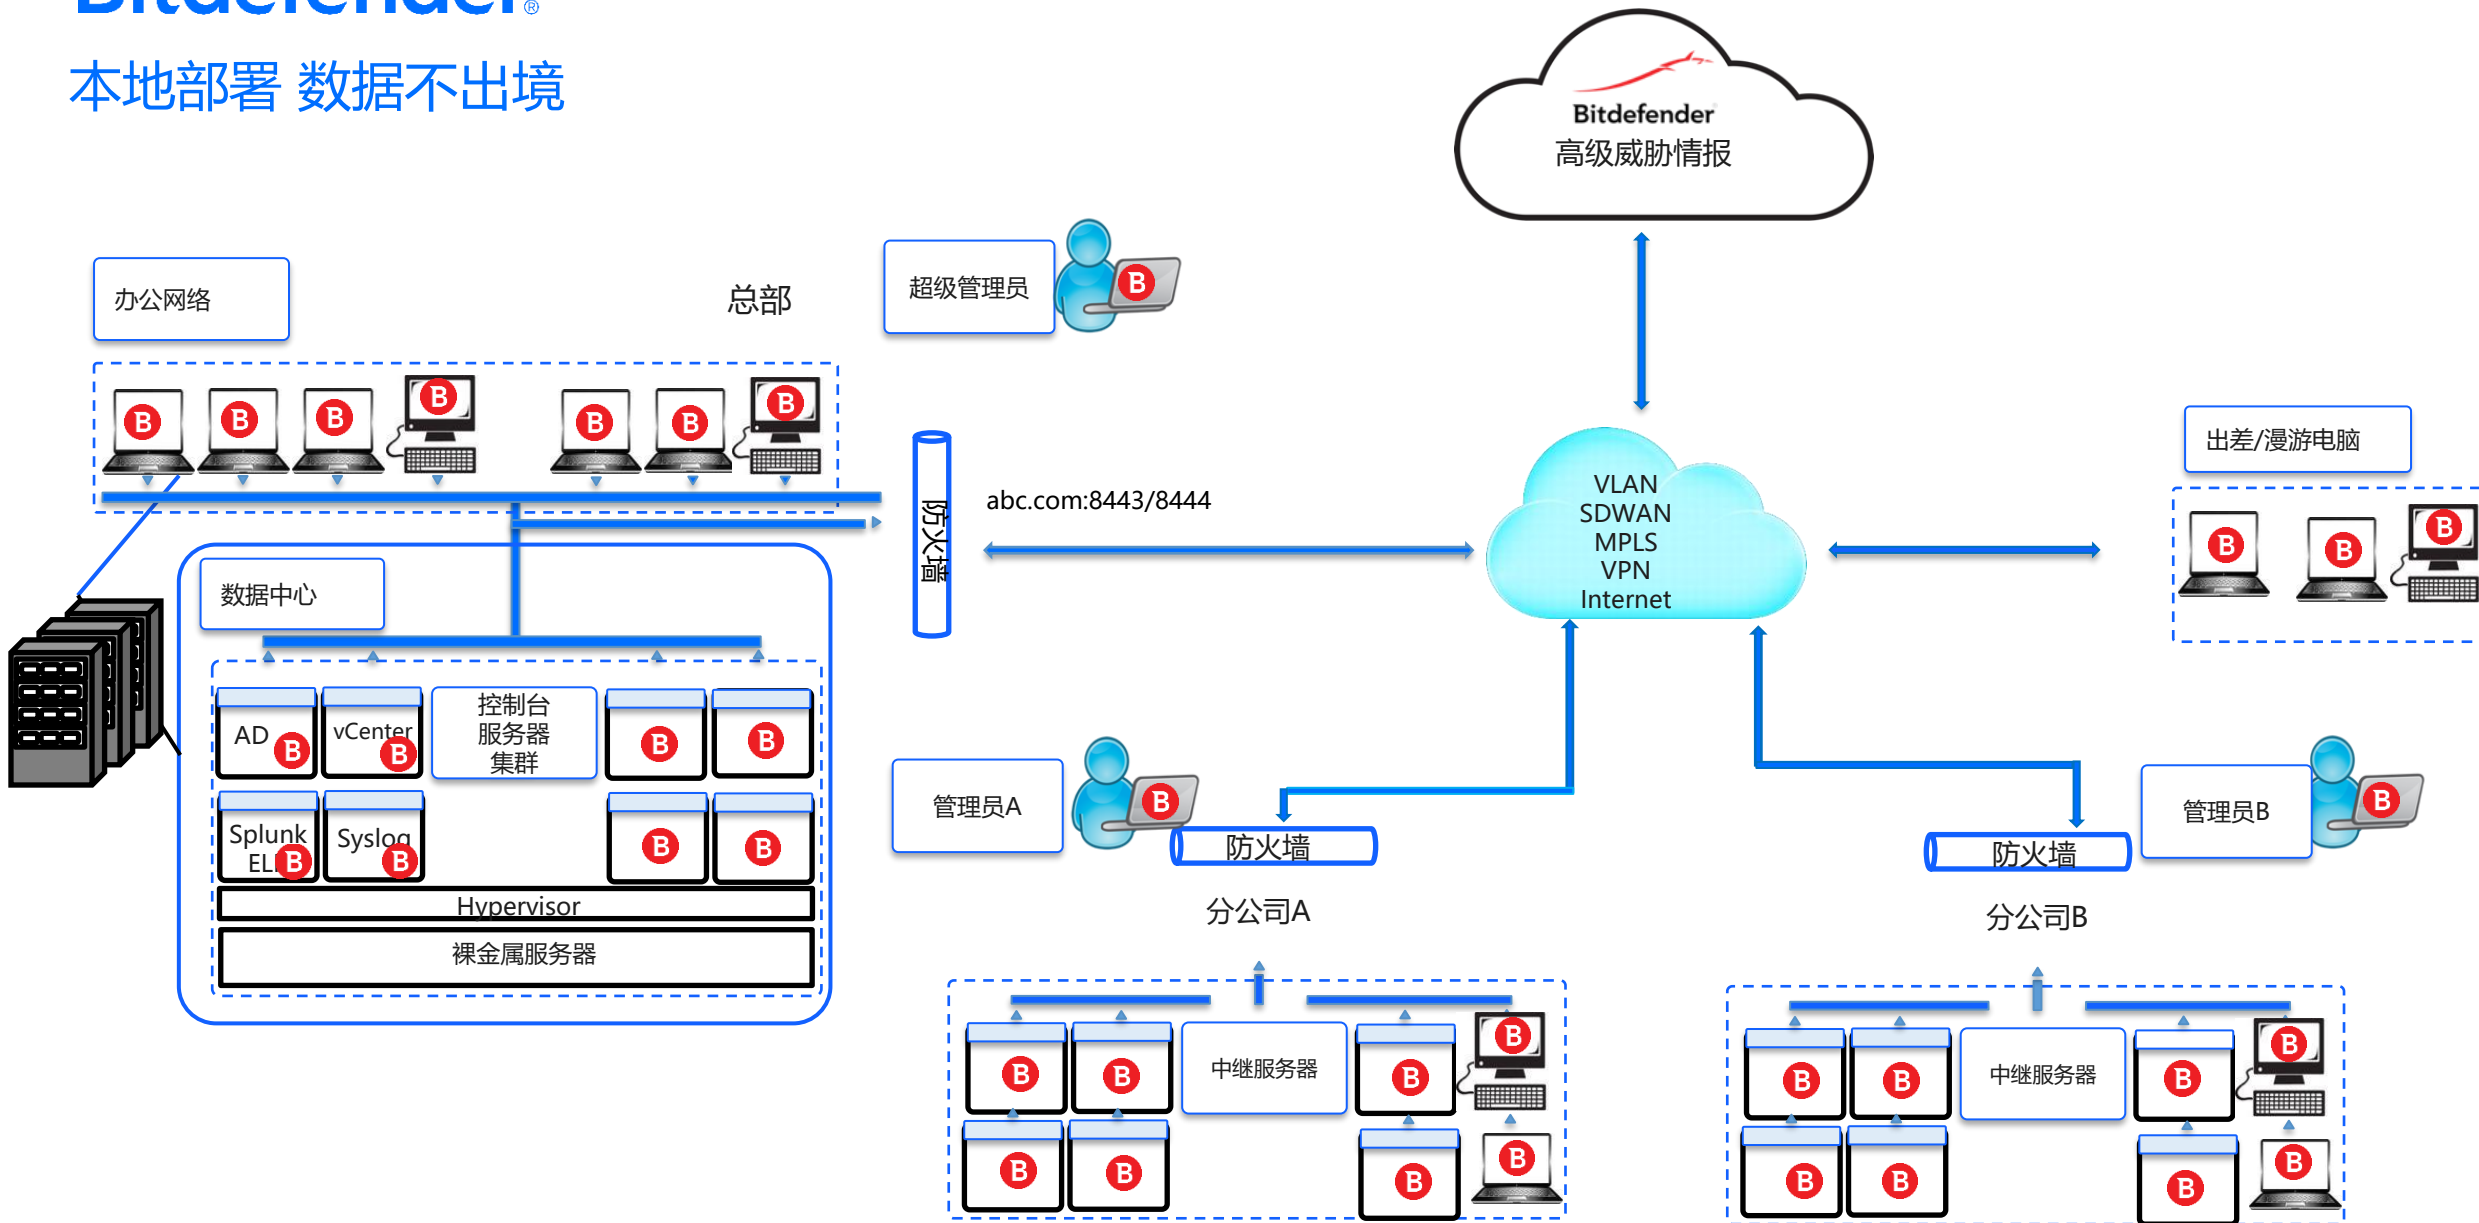 Bitdefender®
本地部署 数据不出境
Bitdefender
高级威胁情报
办公网络
总部
超级管理员
防火墙
abc.com:8443/8444
VLAN
SDWAN
MPLS
VPN
Internet
出差/漫游电脑
数据中心
AD
vCenter
控制台
服务器
集群
Splunk
Syslog
Hypervisor
裸金属服务器
管理员A
防火墙
分公司A
中继服务器
管理员B
防火墙
分公司B
中继服务器